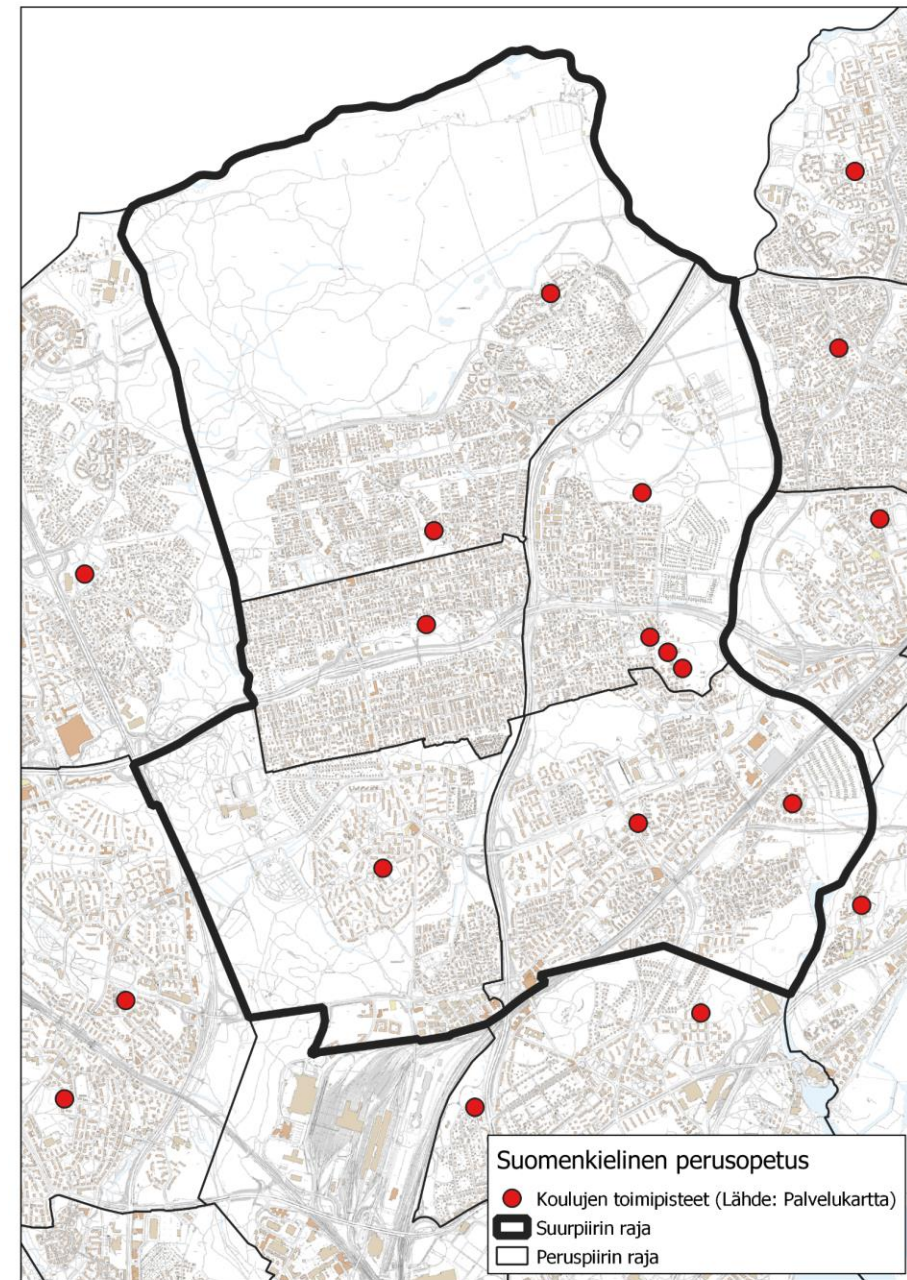 Suomenkielinen perusopetus
Koulujen toimipisteet (Lähde: Palvelukartta)
Suurpiirin raja
Peruspiirin raja